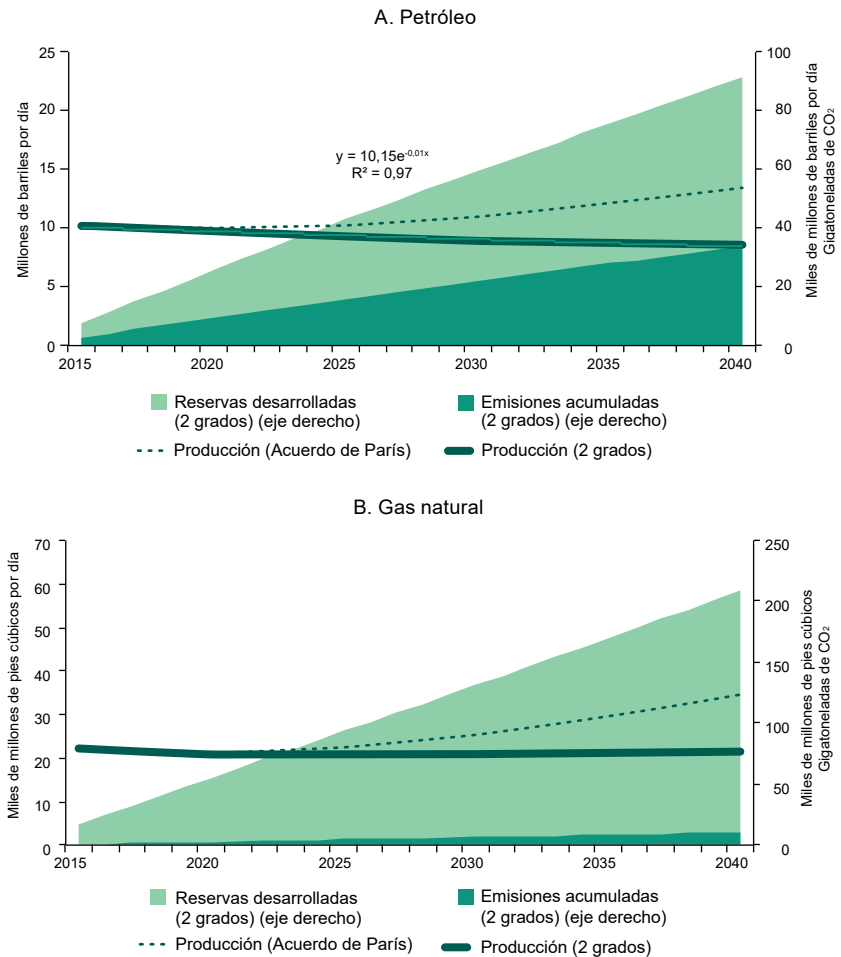 A. Petróleo
Millones de barriles por día
25
20
15
10
5
0
y = 10,15e-0,01x
R² = 0,97
100
80
60
40
20
0
Miles de millones de barriles por día
Gigatoneladas de CO₂
2015 2020 2025 2030 2035 2040
Reservas desarrolladas
(2 grados) (eje derecho)
Emisiones acumuladas
(2 grados) (eje derecho)
Producción (Acuerdo de París)
Producción (2 grados)
B. Gas natural
Miles de millones de pies cúbicos por día
70
60
50
40
30
20
10
0
250
200
150
100
50
0
Miles de millones de pies cúbicos
Gigatoneladas de CO₂
2015 2020 2025 2030 2035 2040
Reservas desarrolladas
(2 grados) (eje derecho)
Emisiones acumuladas
(2 grados) (eje derecho)
Producción (Acuerdo de París)
Producción (2 grados)